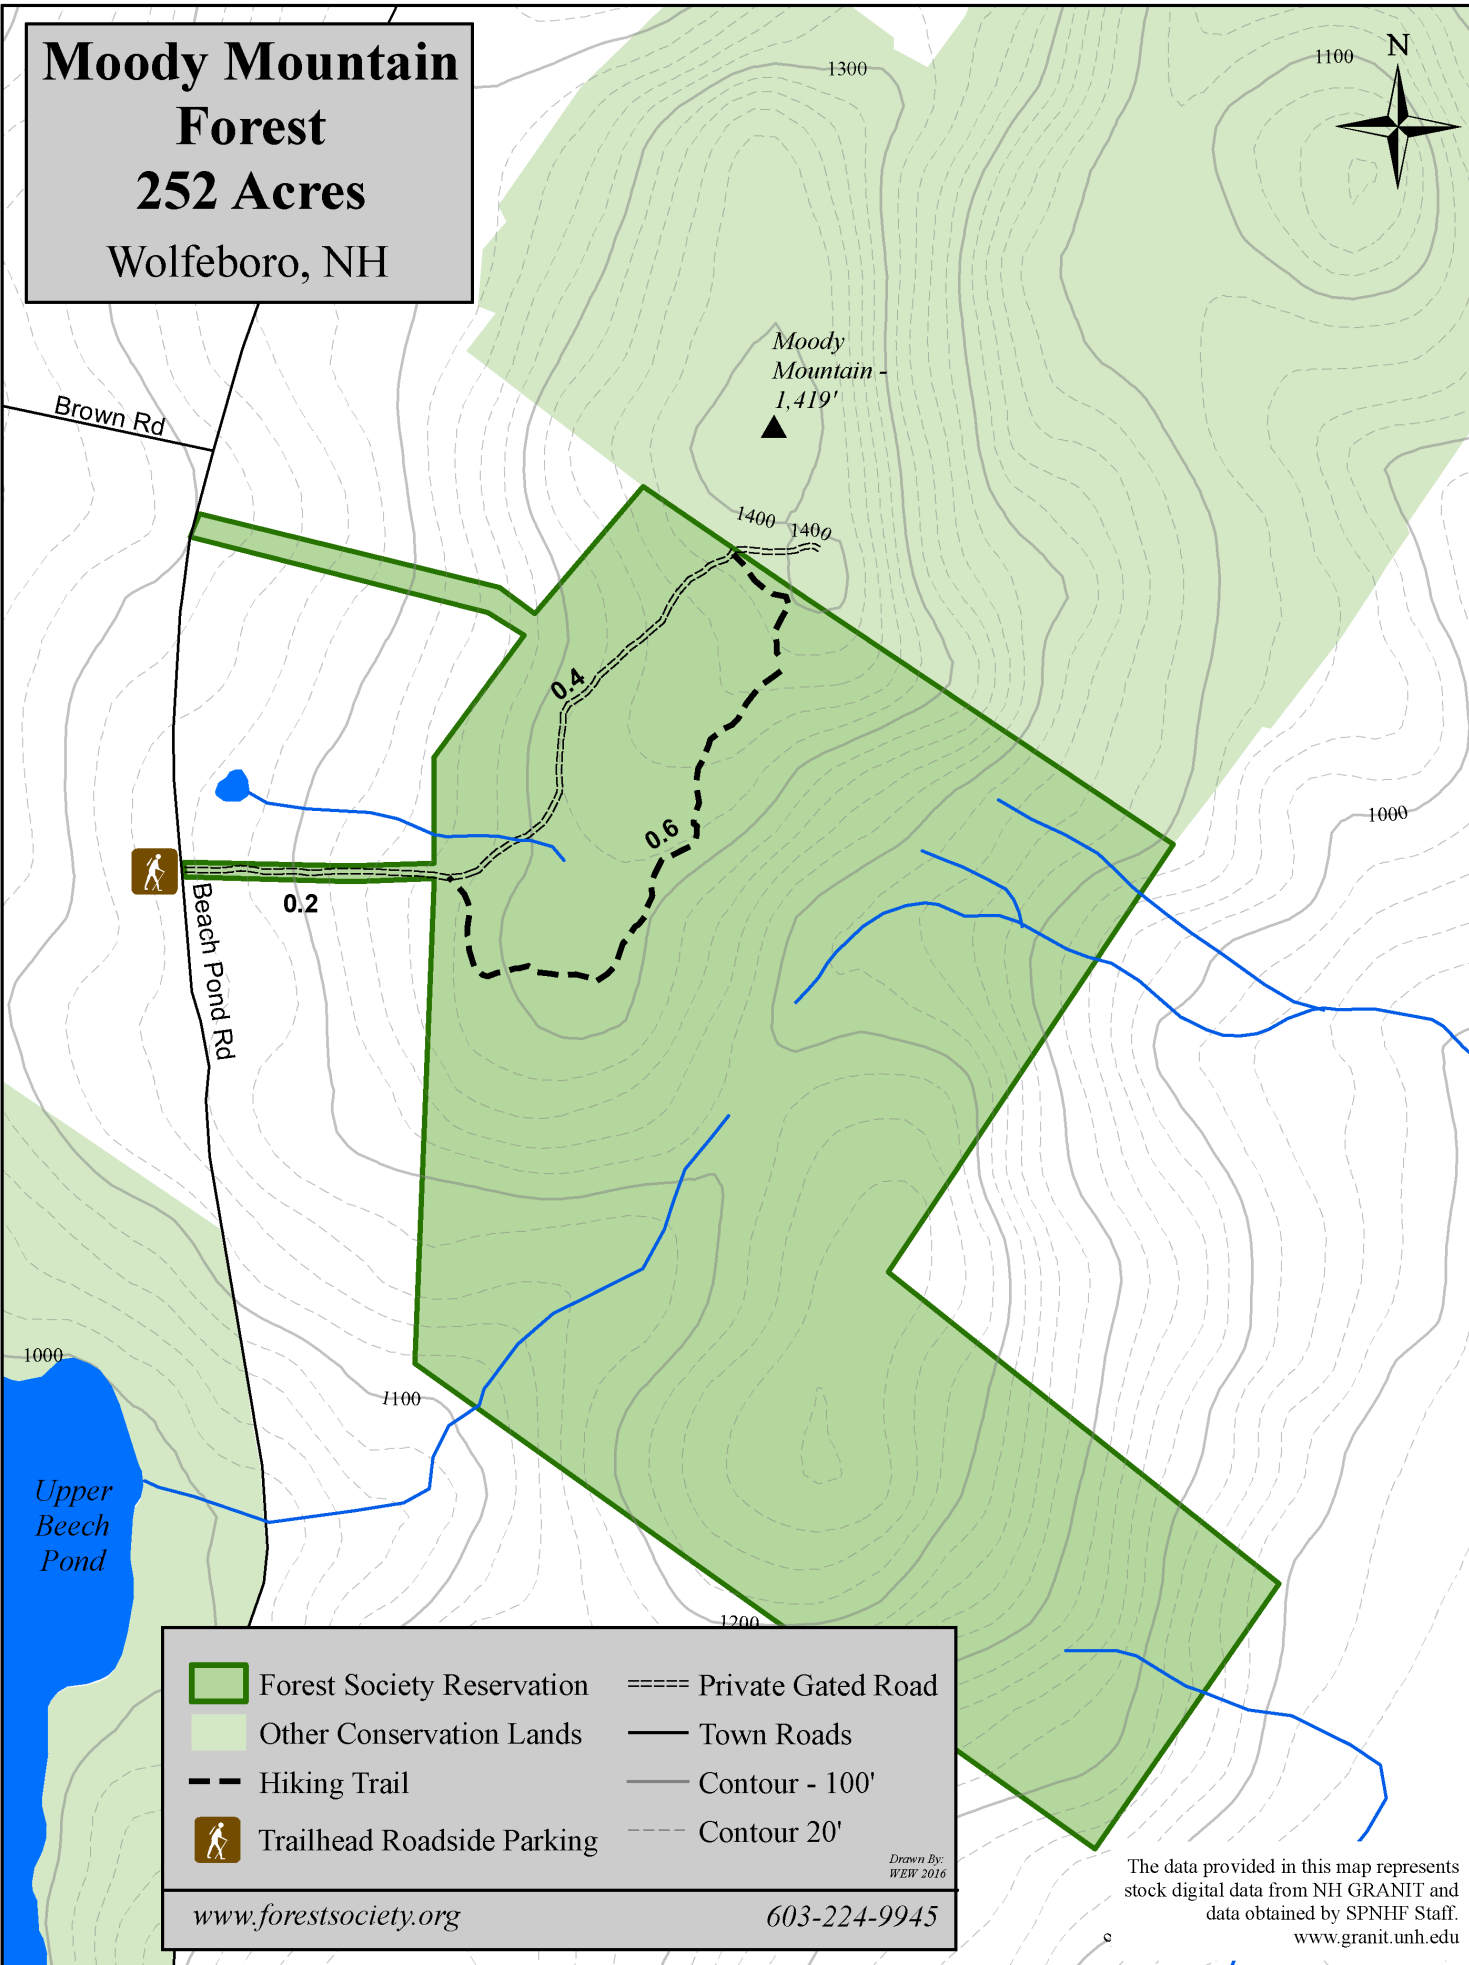 Moody Mountain
Forest
252 Acres
Wolfeboro, NH
1300
1100
N
Moody
Mountain -
1,419'
Brown Rd
1400
1400
0.4
0.6
1000
0.2
Beach Pond Rd
1000
1100
Upper
Beech
Pond
1200
Forest Society Reservation
Other Conservation Lands
Hiking Trail
Trailhead Roadside Parking
Private Gated Road
Town Roads
Contour - 100'
Contour 20'
Drawn By:
WEW 2016
www.forestsociety.org
603-224-9945
The data provided in this map represents
stock digital data from NH GRANIT and
data obtained by SPNHF Staff.
www.granit.unh.edu